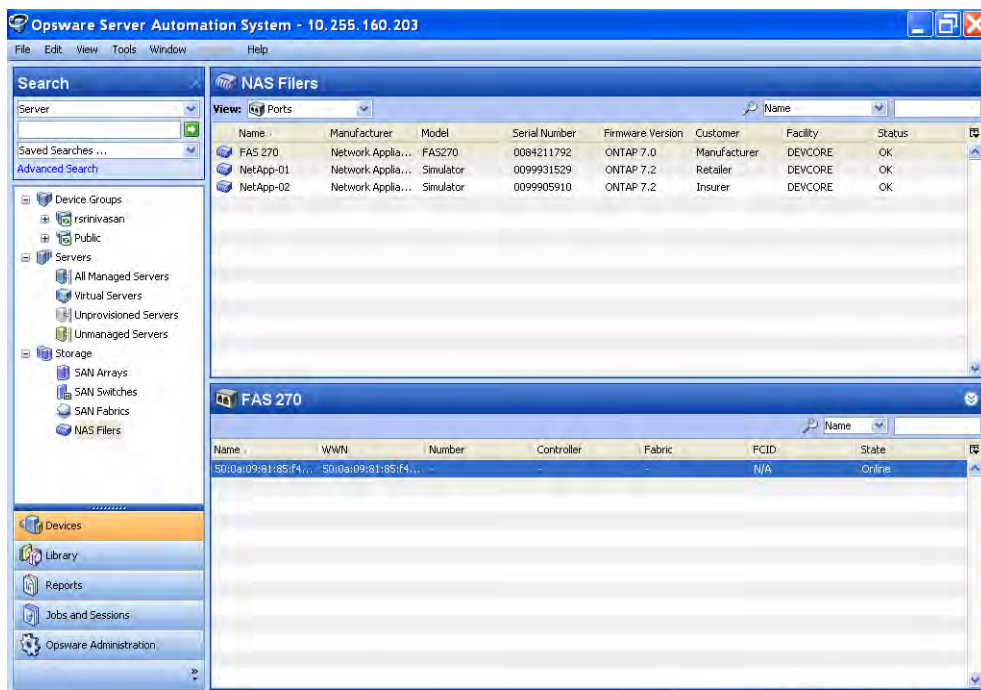 Opsware Server Automation System - 10.255.160.203
File Edit View Tools Window Help
Search
Server
Saved Searches ...
Advanced Search
Device Groups
rsrinivasan
Public
Servers
All Managed Servers
Virtual Servers
Unprovisioned Servers
Unmanaged Servers
Storage
SAN Arrays
SAN Switches
SAN Fabrics
NAS Filers
Devices
Library
Reports
Jobs and Sessions
Opsware Administration
»
NAS Filers
View: Ports Name
Name Manufacturer Model Serial Number Firmware Version Customer Facility Status
FAS 270 Network Applia... FAS270 0084211792 ONTAP 7.0 Manufacturer DEVCORE OK
NetApp-01 Network Applia... Simulator 0099931529 ONTAP 7.2 Retailer DEVCORE OK
NetApp-02 Network Applia... Simulator 0099905910 ONTAP 7.2 Insurer DEVCORE OK
FAS 270
Name
Name WWN Number Controller Fabric FCID State
50:0a:09:81:85:f4... 50:0a:09:81:85:f4... - - - N/A Online